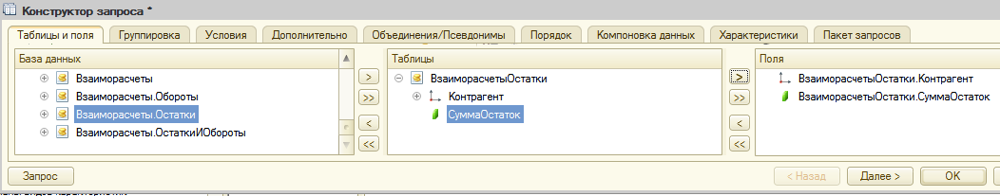 Конструктор запроса *
Таблицы и поля Группировка Условия Дополнительно Объединения/Псевдонимы Порядок Компоновка данных Характеристики Пакет запросов
База данных Таблицы Поля
Взаиморасчеты ВзаиморасчетыОстатки ВзаиморасчетыОстатки.Контрагент
Взаиморасчеты.Обороты Контрагент ВзаиморасчетыОстатки.СуммаОстаток
Взаиморасчеты.Остатки СуммаОстаток
Взаиморасчеты.ОстаткиИОбороты
> >> < <<
> >> < <<
Запрос < Назад Далее > OK